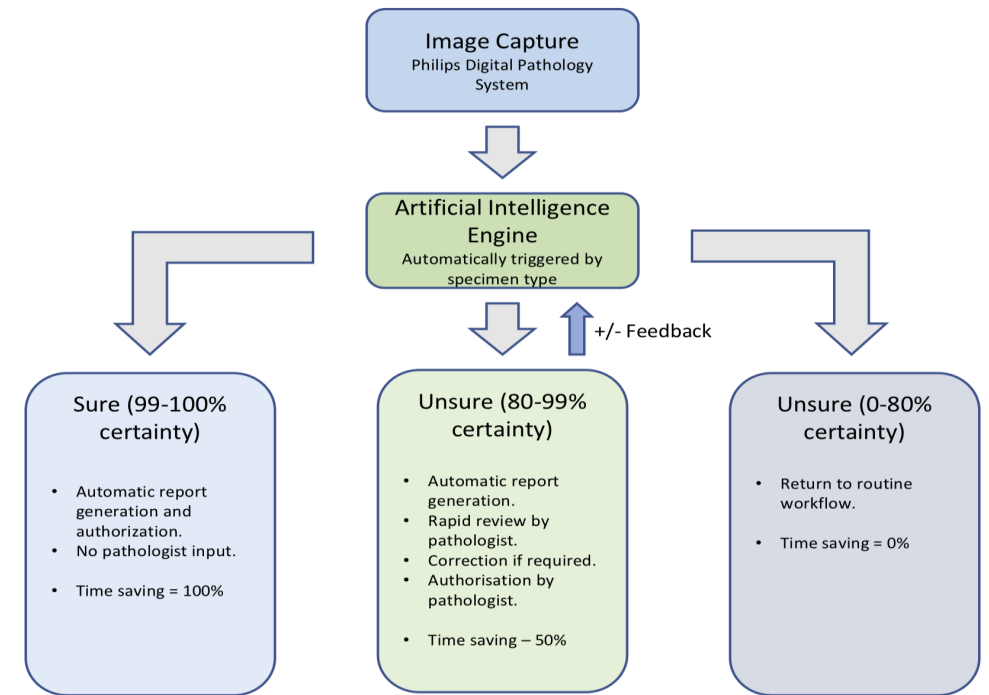 Image Capture
Philips Digital Pathology
System
Artificial Intelligence
Engine
Automatically triggered by
specimen type
+/- Feedback
Sure (99-100%
certainty)
• Automatic report
generation and
authorization.
• No pathologist input.
• Time saving = 100%
Unsure (80-99%
certainty)
• Automatic report
generation.
• Rapid review by
pathologist.
• Correction if required.
• Authorisation by
pathologist.
• Time saving – 50%
Unsure (0-80%
certainty)
• Return to routine
workflow.
• Time saving = 0%